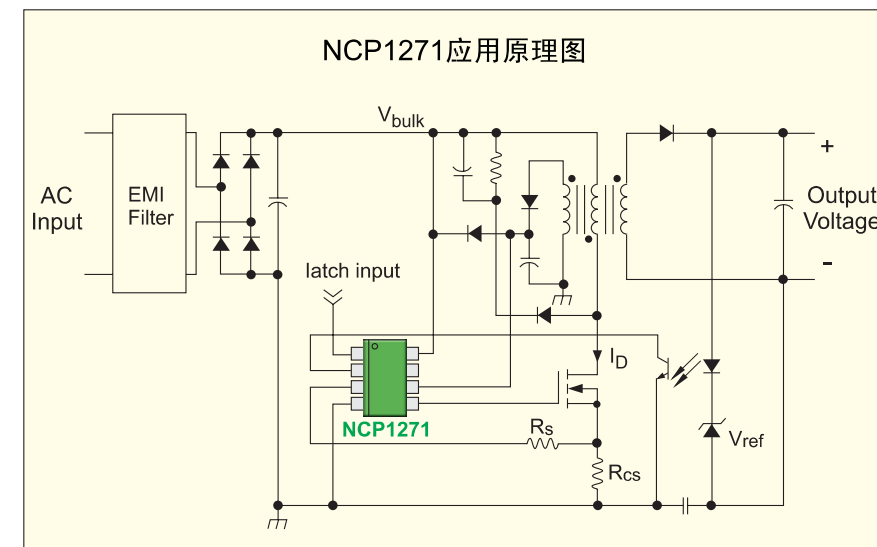 NCP1271应用原理图
Vbulk
AC
Input
EMI
Filter
Output
Voltage
+
-
latch input
ID
NCP1271
Rs
Vref
Rcs